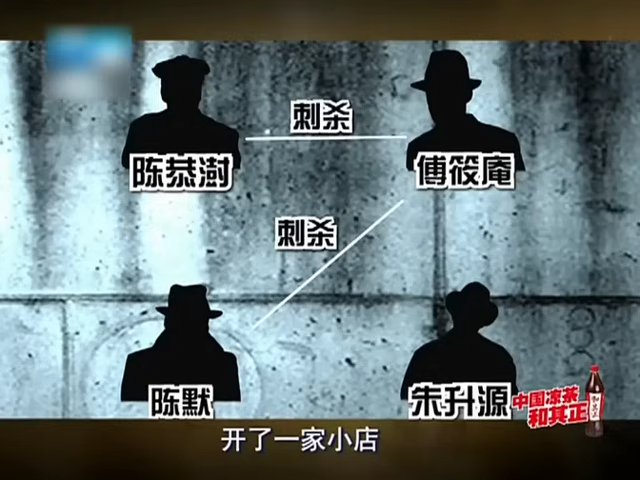 刺杀
陈恭澍
傅筱庵
刺杀
陈默
朱升源
中国凉茶
和其正
开了一家小店